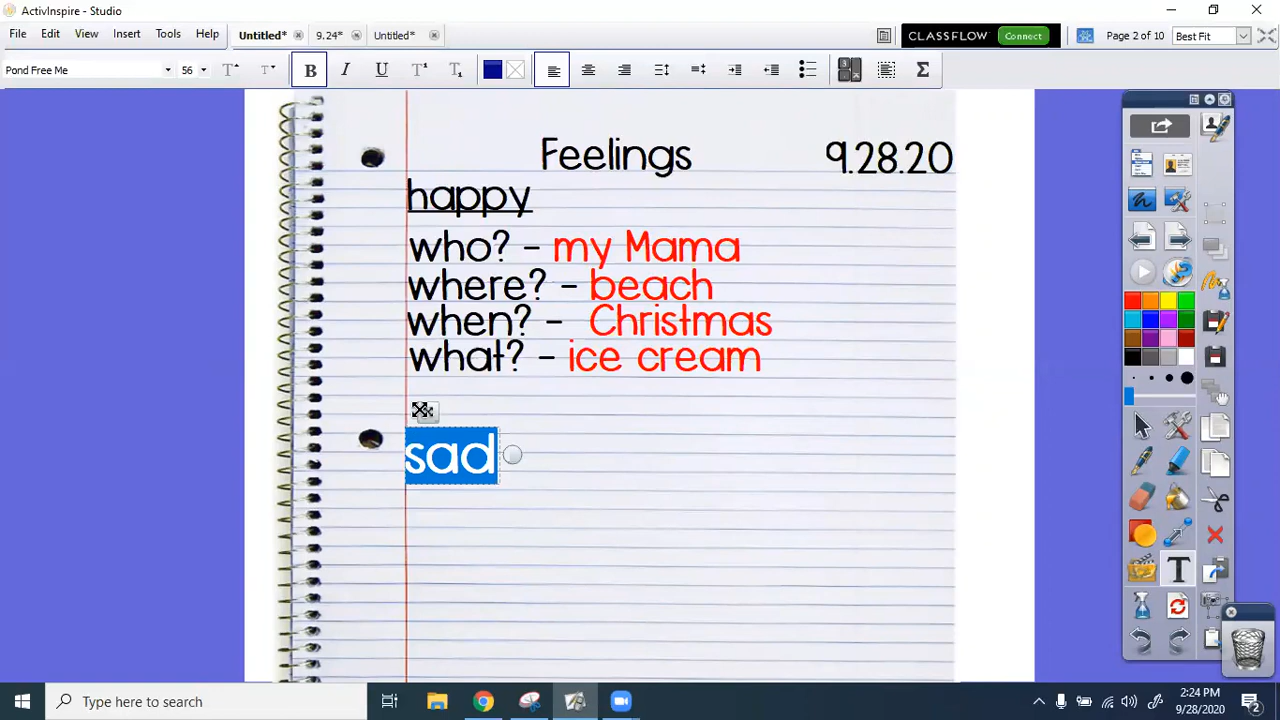 ActivInspire - Studio
File Edit View Insert Tools Help Untitled* 9.24* Untitled* CLASSFLOW Connect Page 2 of 10 Best Fit
Pond Free Me 56 B I U T T Σ
Feelings 9.28.20
happy
who? - my Mama
where? - beach
when? - Christmas
what? - ice cream
sad
T
Type here to search
2:24 PM
9/28/2020
2